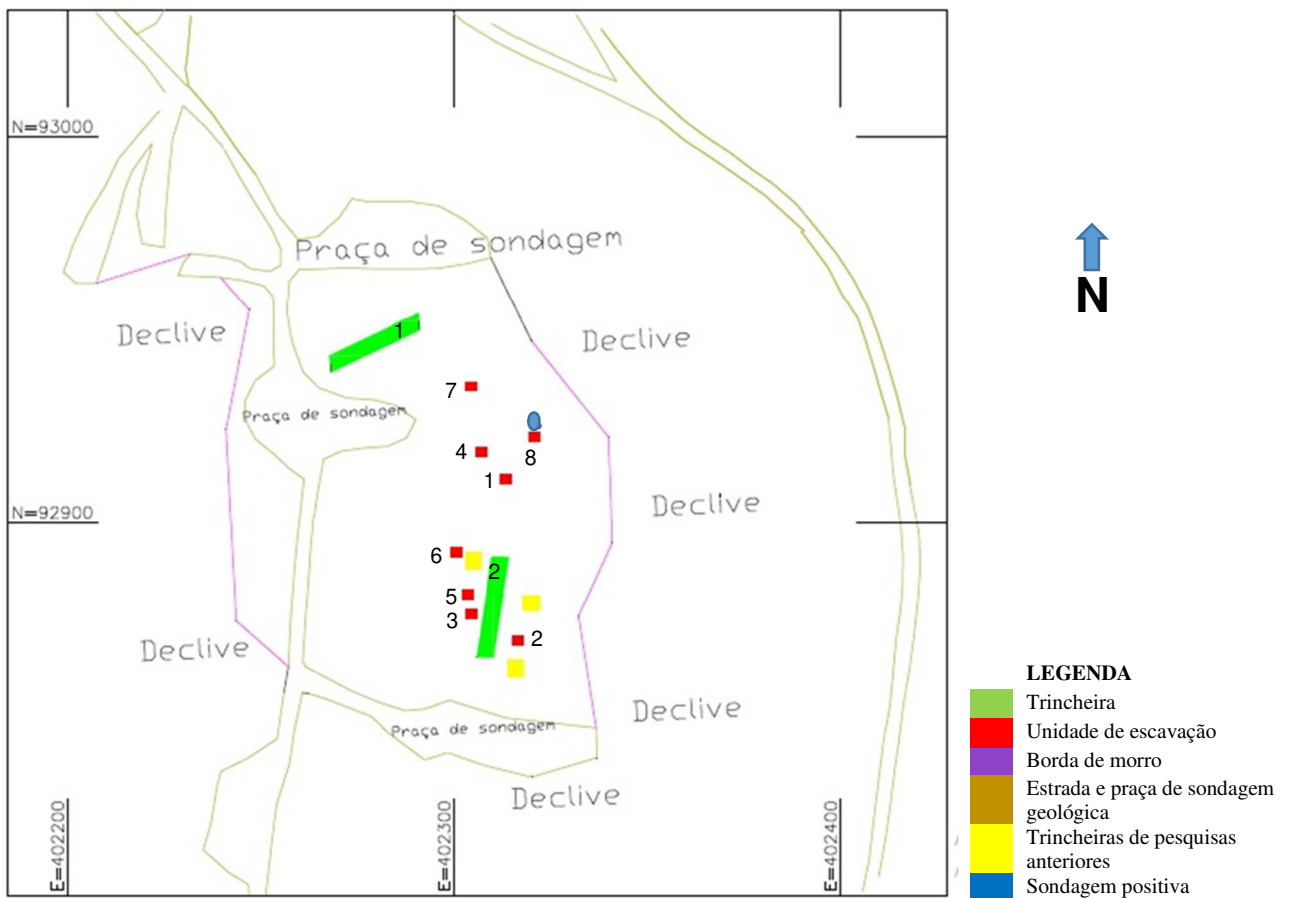 N=93000
Praça de sondagem
Declive
1
Declive
7
Praça de sondagem
4
8
1
Declive
N=92900
6
2
5
3
2
Declive
Declive
Praça de sondagem
Declive
E=402200
E=402300
E=402400
N
LEGENDA
Trincheira
Unidade de escavação
Borda de morro
Estrada e praça de sondagem
geológica
Trincheiras de pesquisas
anteriores
Sondagem positiva